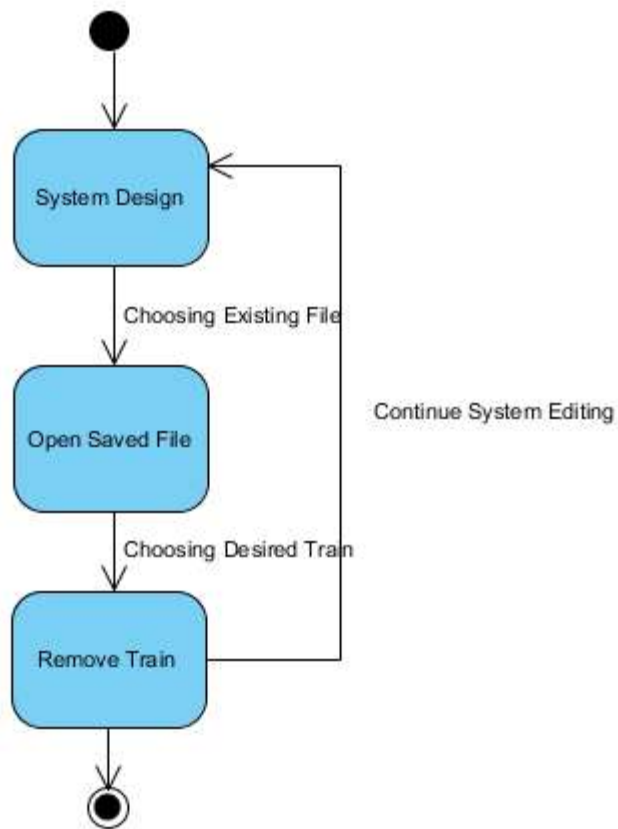 System Design
Choosing Existing File
Continue System Editing
Open Saved File
Choosing Desired Train
Remove Train